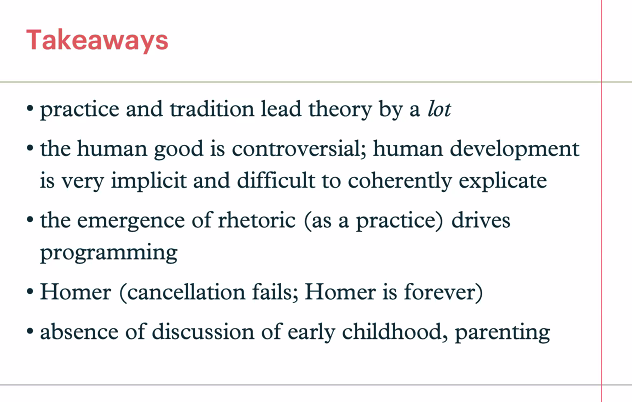 Takeaways
• practice and tradition lead theory by a lot
• the human good is controversial; human development
is very implicit and difficult to coherently explicate
• the emergence of rhetoric (as a practice) drives
programming
• Homer (cancellation fails; Homer is forever)
• absence of discussion of early childhood, parenting